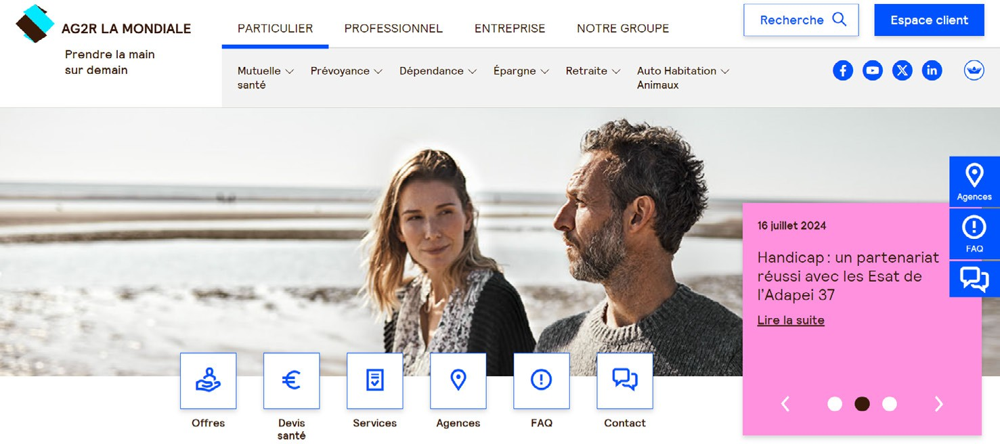 AG2R LA MONDIALE
Prendre la main
sur demain
PARTICULIER
PROFESSIONNEL
ENTREPRISE
NOTRE GROUPE
Recherche
Espace client
Mutuelle
santé
Prévoyance
Dépendance
Épargne
Retraite
Auto Habitation
Animaux
Agences
FAQ
16 juillet 2024
Handicap : un partenariat
réussi avec les Esat de
l’Adapei 37
Lire la suite
Offres
Devis
santé
Services
Agences
FAQ
Contact